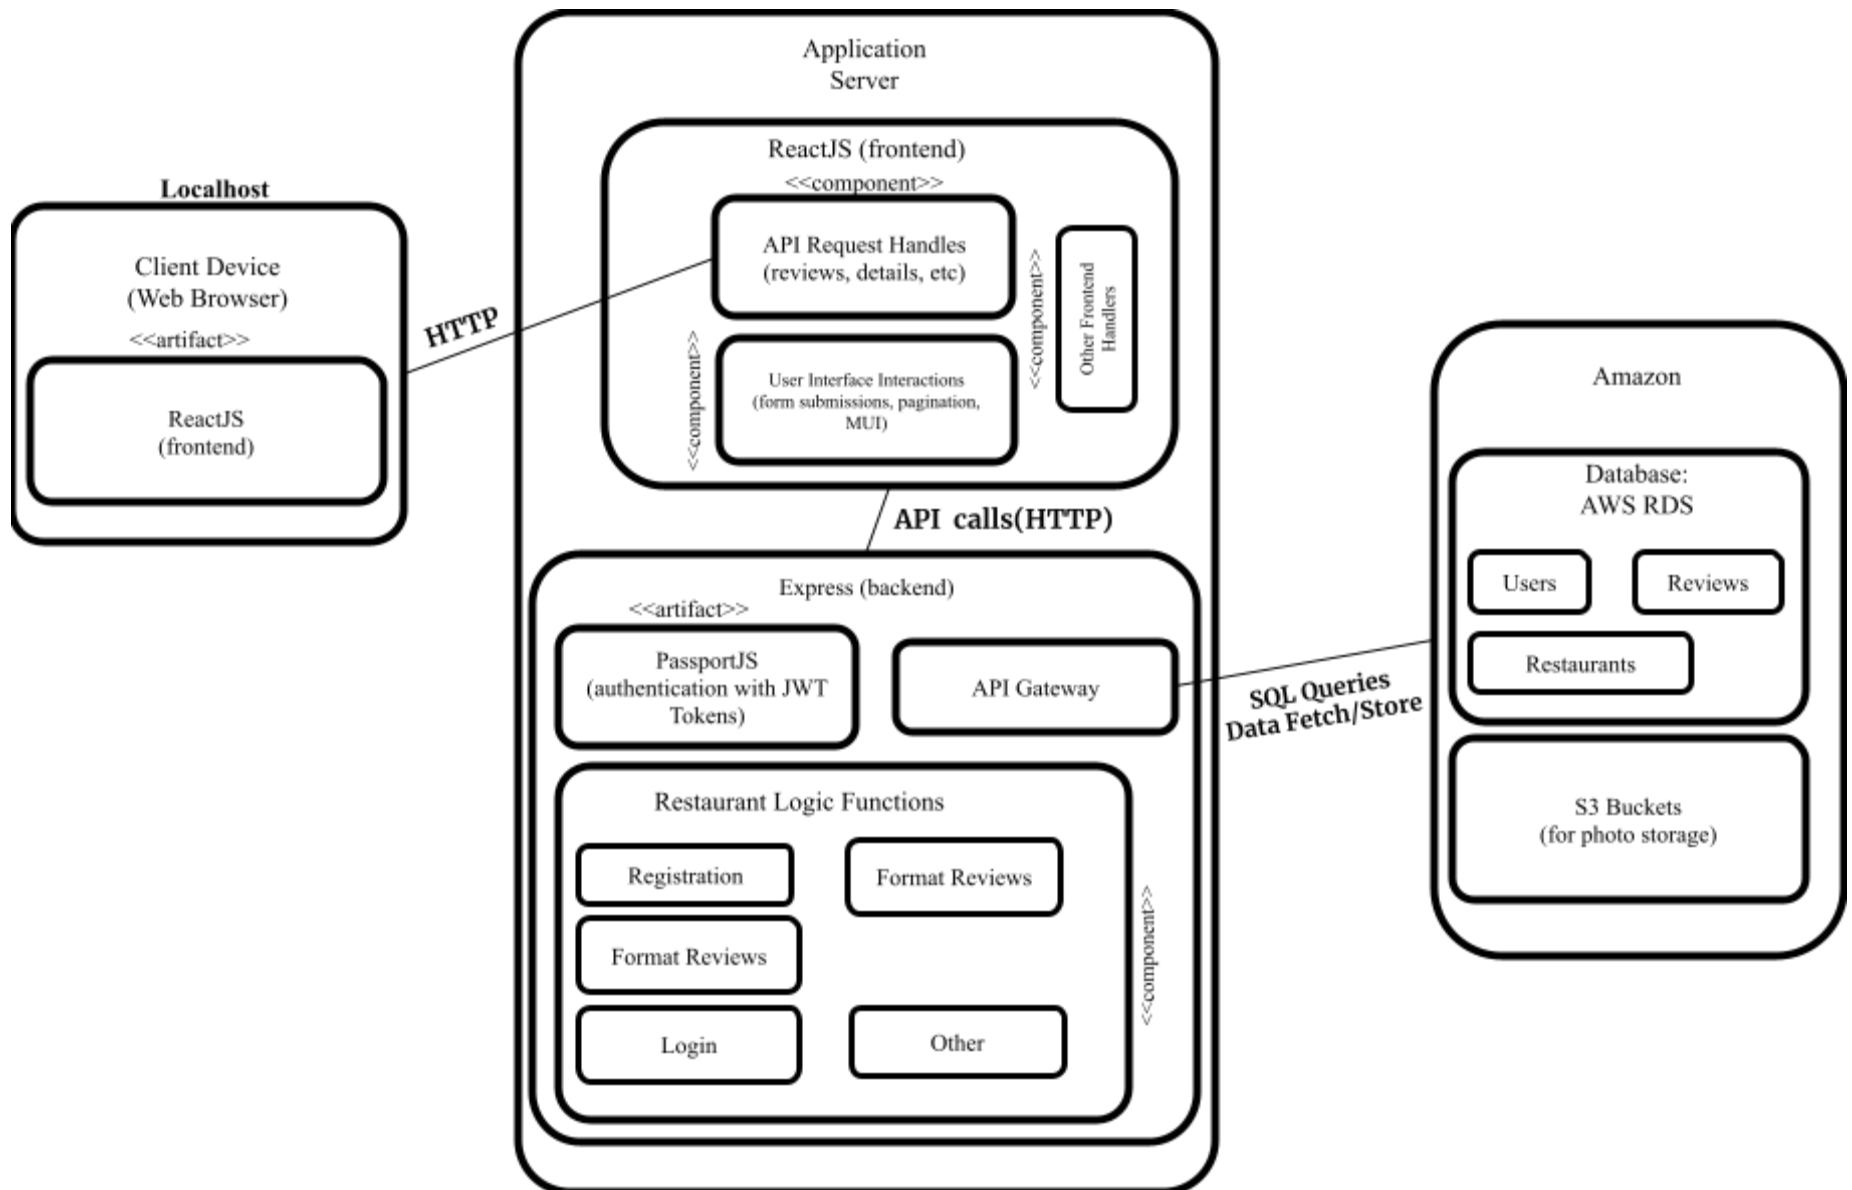 Localhost
Client Device
(Web Browser)
<<artifact>>
ReactJS
(frontend)
HTTP
Application
Server
ReactJS (frontend)
<<component>>
API Request Handles
(reviews, details, etc)
<<component>>
Other Frontend
Handlers
<<component>>
User Interface Interactions
(form submissions, pagination,
MUI)
API calls(HTTP)
Express (backend)
<<artifact>>
PassportJS
(authentication with JWT
Tokens)
API Gateway
Restaurant Logic Functions
Registration
Format Reviews
Format Reviews
Login
Other
<<component>>
SQL Queries
Data Fetch/Store
Amazon
Database:
AWS RDS
Users
Reviews
Restaurants
S3 Buckets
(for photo storage)